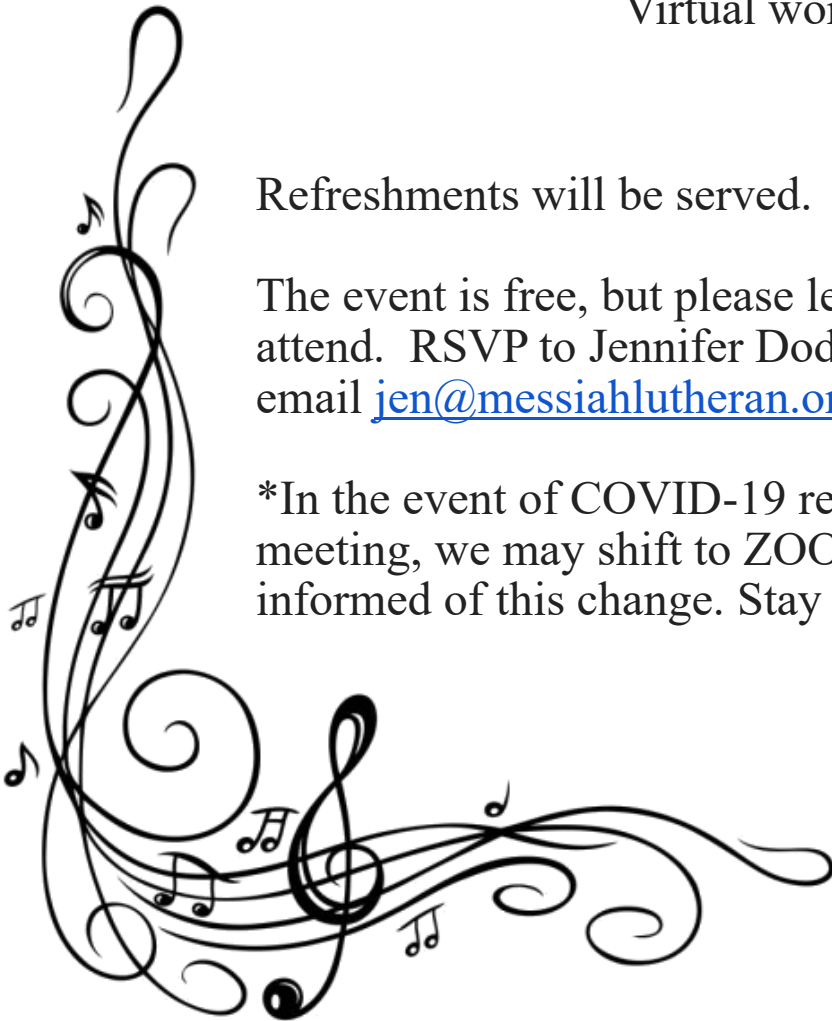 Virtual wor
Refreshments will be served.
The event is free, but please le
attend.  RSVP to Jennifer Dod
email jen@messiahlutheran.or
*In the event of COVID-19 re
meeting, we may shift to ZOO
informed of this change. Stay